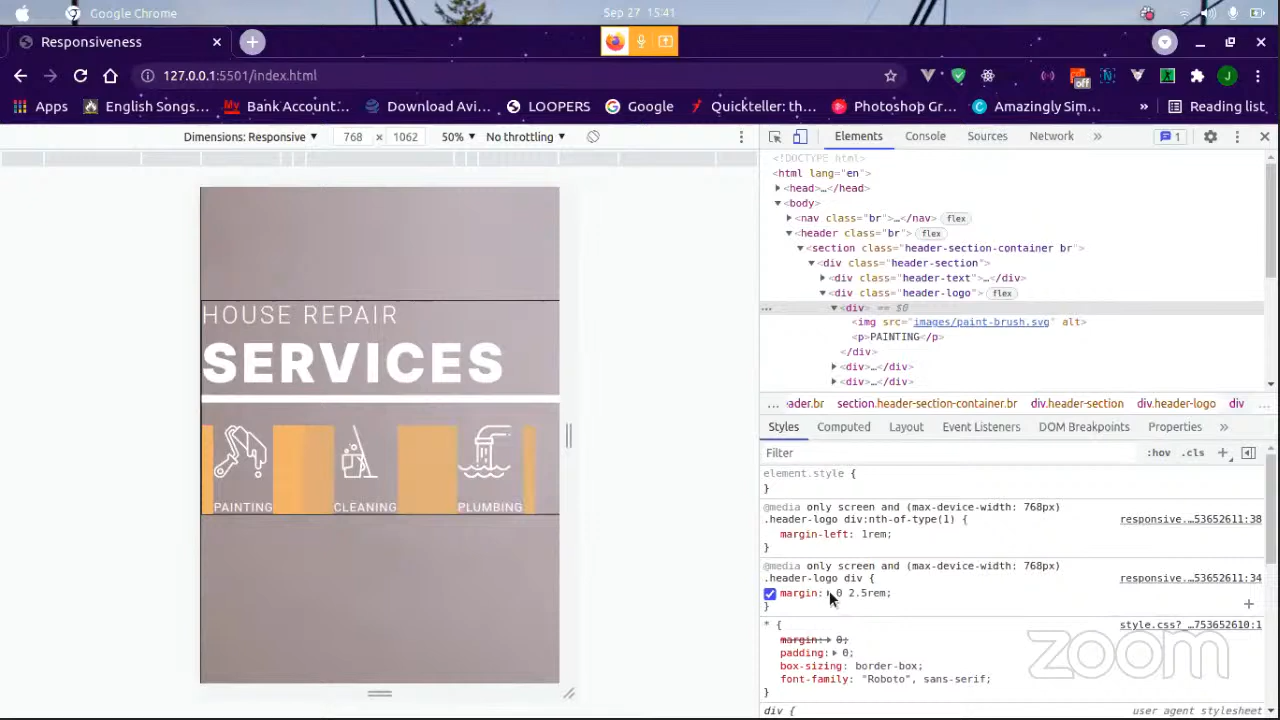 Google Chrome
Sep 27 15:41
Responsiveness
127.0.0.1:5501/index.html
off
J
Apps
English Songs...
Bank Account'...
Download Avi...
LOOPERS
Google
Quickteller: th...
Photoshop Gr...
Amazingly Sim...
»
Reading list
Dimensions: Responsive
768
×
1062
50%
No throttling
Elements
Console
Sources
Network
»
1
<!DOCTYPE html>
<html lang="en">
<head>…</head>
<body>
<nav class="br">…</nav> flex
<header class="br"> flex
<section class="header-section-container br">
<div class="header-section">
<div class="header-text">…</div>
<div class="header-logo"> flex
<div> == $0
<img src="images/paint-brush.svg" alt>
<p>PAINTING</p>
</div>
<div>…</div>
<div>…</div>
HOUSE REPAIR
SERVICES
PAINTING
CLEANING
PLUMBING
... ader.br section.header-section-container.br div.header-section div.header-logo div ...
Styles
Computed
Layout
Event Listeners
DOM Breakpoints
Properties
»
Filter
:hov .cls
element.style {
}
@media only screen and (max-device-width: 768px)
.header-logo div:nth-of-type(1) { responsive.…53652611:38
margin-left: 1rem;
}
@media only screen and (max-device-width: 768px)
.header-logo div { responsive.…53652611:34
margin: 0 2.5rem;
}
* { style.css?_…753652610:1
margin: 0;
padding: 0;
box-sizing: border-box;
font-family: "Roboto", sans-serif;
}
div { user agent stylesheet
zoom